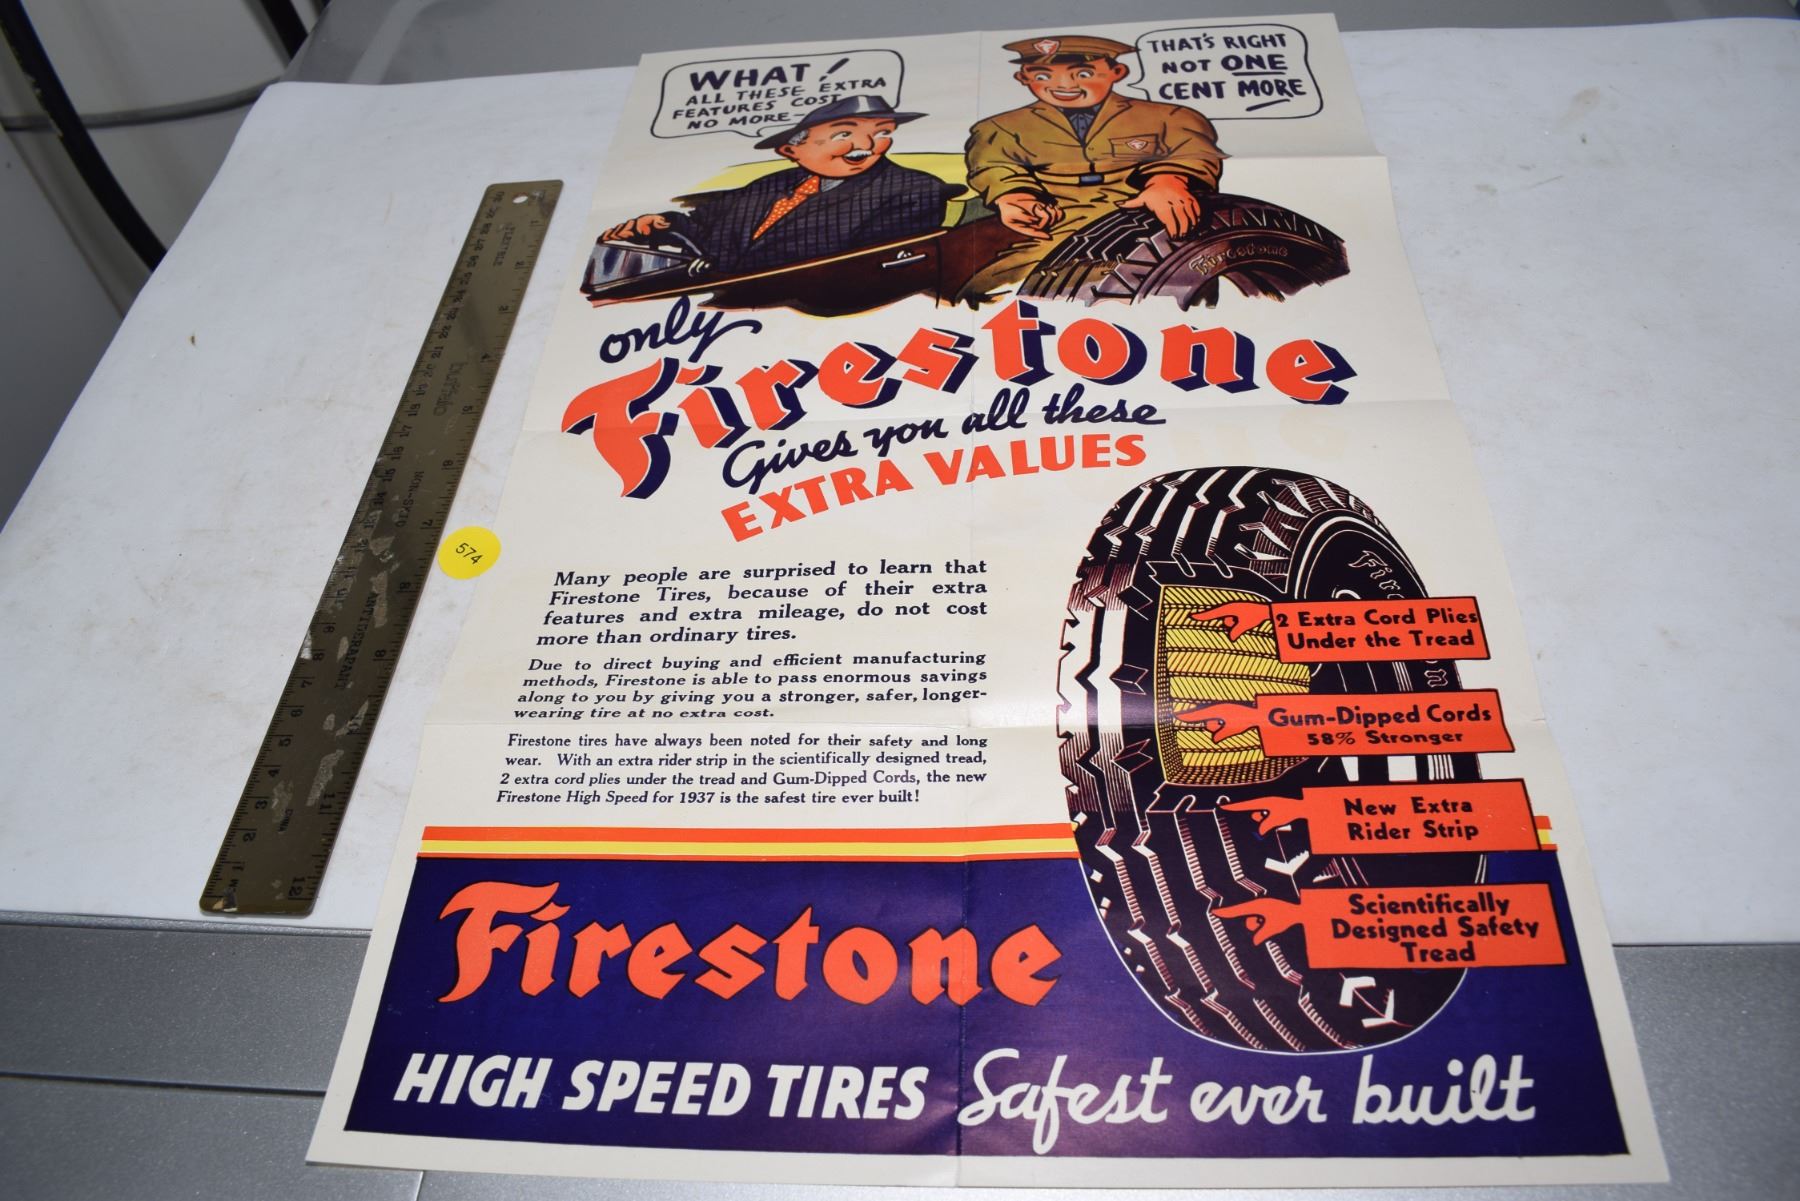 WHAT!
ALL THESE EXTRA
FEATURES COST
NO MORE-
THAT'S RIGHT
NOT ONE
CENT MORE
Firestone
only
Firestone
Gives you all these
EXTRA VALUES
574
Many people are surprised to learn that
Firestone Tires, because of their extra
features and extra mileage, do not cost
more than ordinary tires.
Due to direct buying and efficient manufacturing
methods, Firestone is able to pass enormous savings
along to you by giving you a stronger, safer, longer-
wearing tire at no extra cost.
Firestone tires have always been noted for their safety and long
wear. With an extra rider strip in the scientifically designed tread,
2 extra cord plies under the tread and Gum-Dipped Cords, the new
Firestone High Speed for 1937 is the safest tire ever built!
2 Extra Cord Plies
Under the Tread
Gum-Dipped Cords
58% Stronger
New Extra
Rider Strip
Scientifically
Designed Safety
Tread
Firestone
HIGH SPEED TIRES Safest ever built